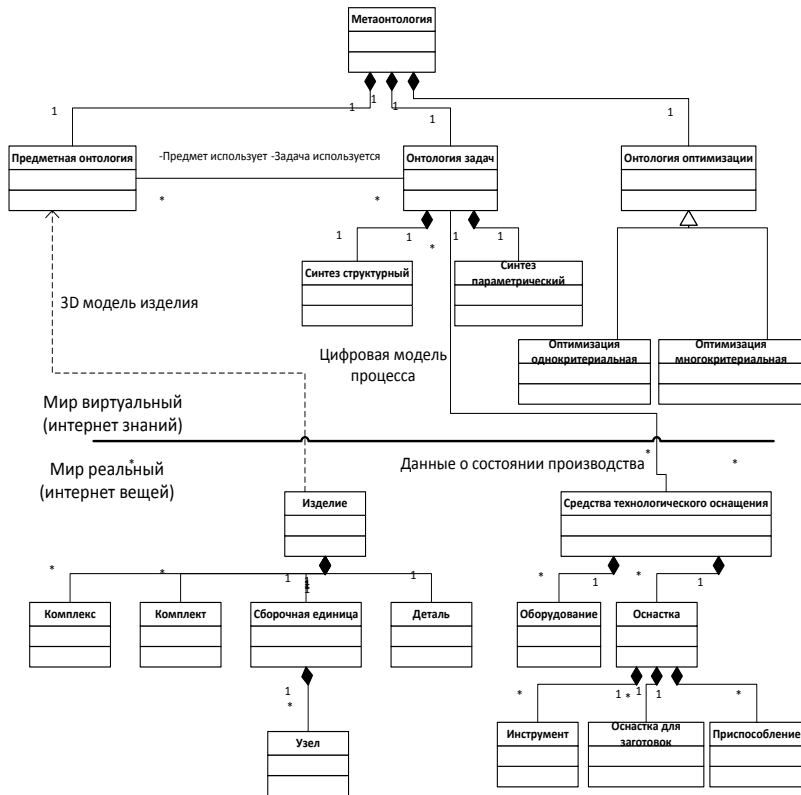 Метаонтология
1
1
1
1
1
1
Предметная онтология
-Предмет использует -Задача используется
Онтология задач
Онтология оптимизации
*
*
1
1
*
1
1
Синтез структурный
Синтез
параметрический
3D модель изделия
Цифровая модель
процесса
Оптимизация
однокритериальная
Оптимизация
многокритериальная
Мир виртуальный
(интернет знаний)
Мир реальный
(интернет вещей)
*
Данные о состоянии производства
*
*
Изделие
Средства технологического оснащения
*
*
1
1
*
1
*
1
Комплекс
Комплект
Сборочная единица
Деталь
Оборудование
Оснастка
1
*
*
1
*
1
*
Узел
Инструмент
Оснастка для
заготовок
Приспособление